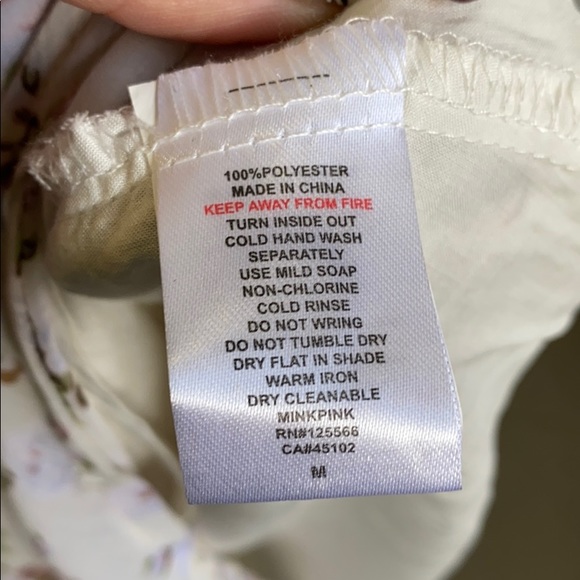 100%POLYESTER
MADE IN CHINA
KEEP AWAY FROM FIRE
TURN INSIDE OUT
COLD HAND WASH
SEPARATELY
USE MILD SOAP
NON-CHLORINE
COLD RINSE
DO NOT WRING
DO NOT TUMBLE DRY
DRY FLAT IN SHADE
WARM IRON
DRY CLEANABLE
MINKPINK
RN#125566
CA#45102
M